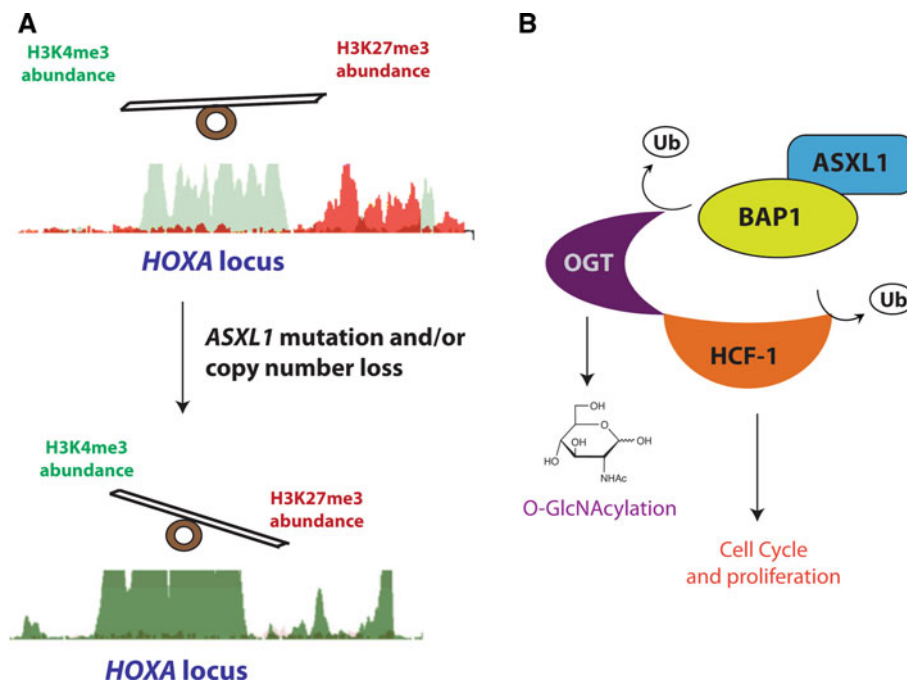 A
H3K4me3
abundance
H3K27me3
abundance
HOXA locus
ASXL1 mutation and/or
copy number loss
H3K4me3
abundance
H3K27me3
abundance
HOXA locus
B
Ub
ASXL1
BAP1
OGT
Ub
HCF-1
OH
O
OH
OH
HO
NHAc
O-GlcNAcylation
Cell Cycle
and proliferation